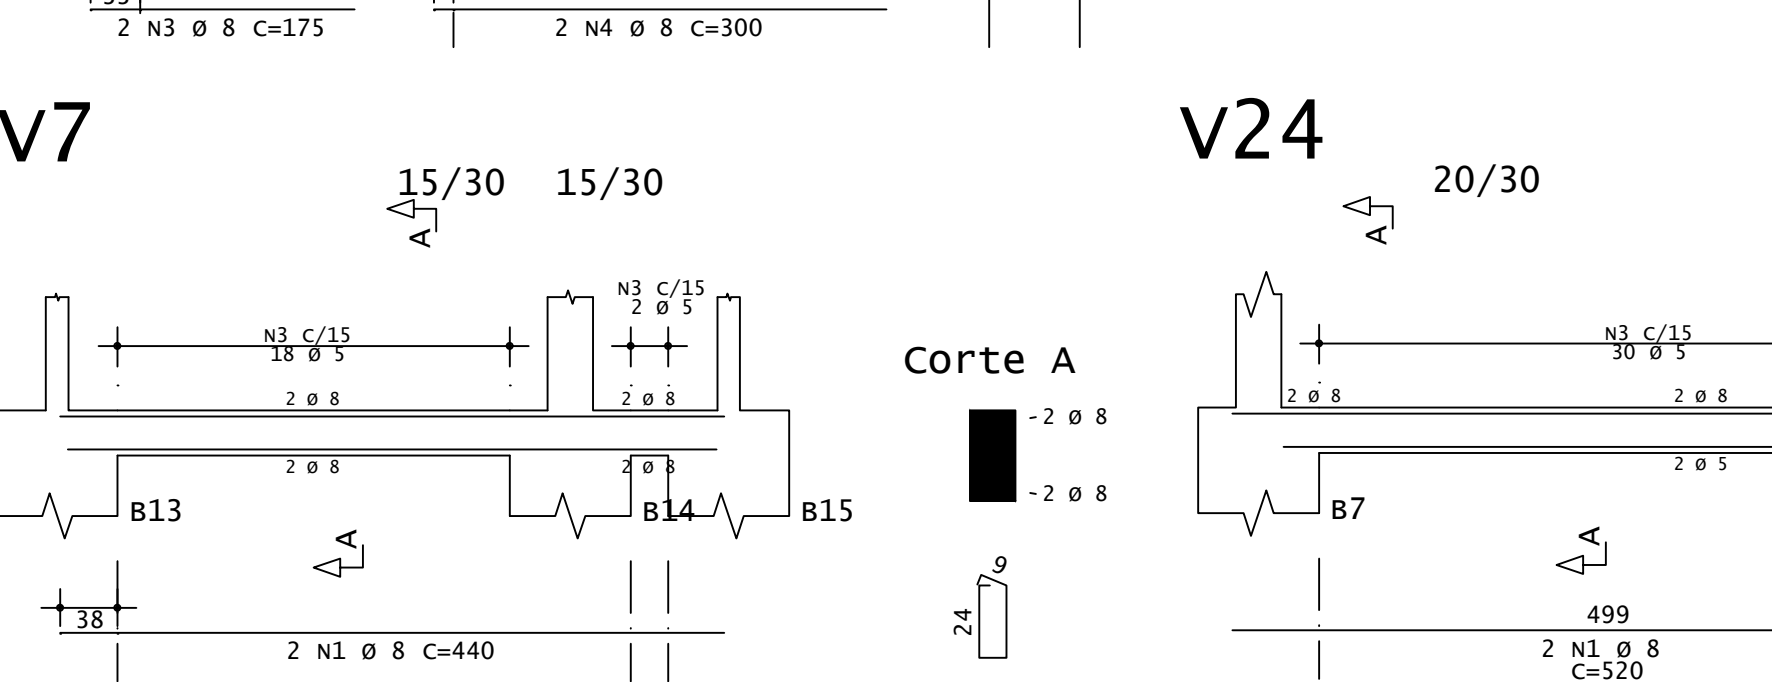 2 N3 Ø 8 C=175
2 N4 Ø 8 C=300
V7
V24
15/30 15/30
20/30
A
A
N3 C/15
2 Ø 5
N3 C/15
18 Ø 5
N3 C/15
30 Ø 5
Corte A
2 Ø 8
2 Ø 8
2 Ø 8
2 Ø 8
-2 Ø 8
2 Ø 8
2 Ø 8
2 Ø 5
-2 Ø 8
B13
B14
B15
B7
A
A
9
38
24
499
2 N1 Ø 8 C=440
2 N1 Ø 8
C=520